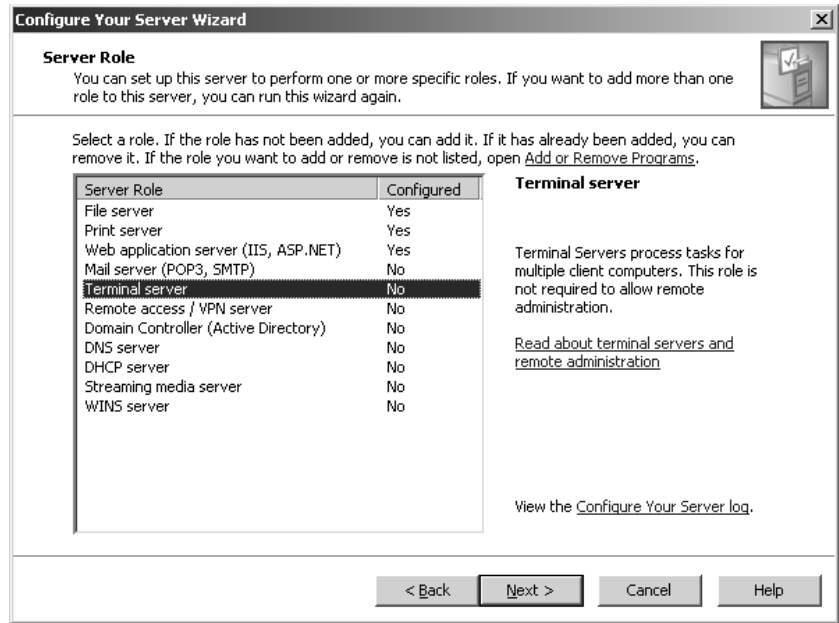 Configure Your Server Wizard
Server Role
You can set up this server to perform one or more specific roles. If you want to add more than one
role to this server, you can run this wizard again.
Select a role. If the role has not been added, you can add it. If it has already been added, you can
remove it. If the role you want to add or remove is not listed, open Add or Remove Programs.
Server Role Configured
File server Yes
Print server Yes
Web application server (IIS, ASP.NET) Yes
Mail server (POP3, SMTP) No
Terminal server No
Remote access / VPN server No
Domain Controller (Active Directory) No
DNS server No
DHCP server No
Streaming media server No
WINS server No
Terminal server
Terminal Servers process tasks for
multiple client computers. This role is
not required to allow remote
administration.
Read about terminal servers and
remote administration
View the Configure Your Server log.
< Back Next > Cancel Help